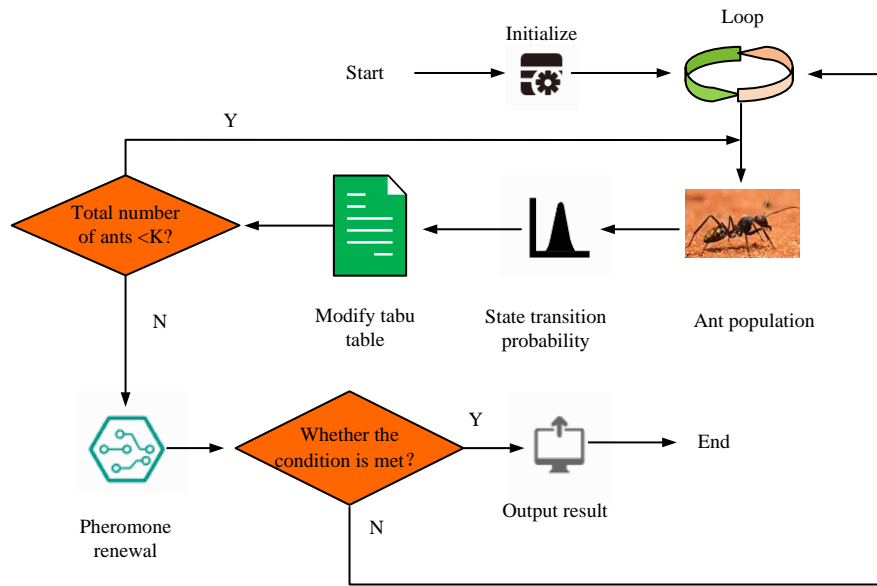 Loop
Initialize
Start
Y
Total number
of ants <K?
N
Modify tabu
table
State transition
probability
Ant population
Whether the
condition is met?
Y
End
Pheromone
renewal
N
Output result